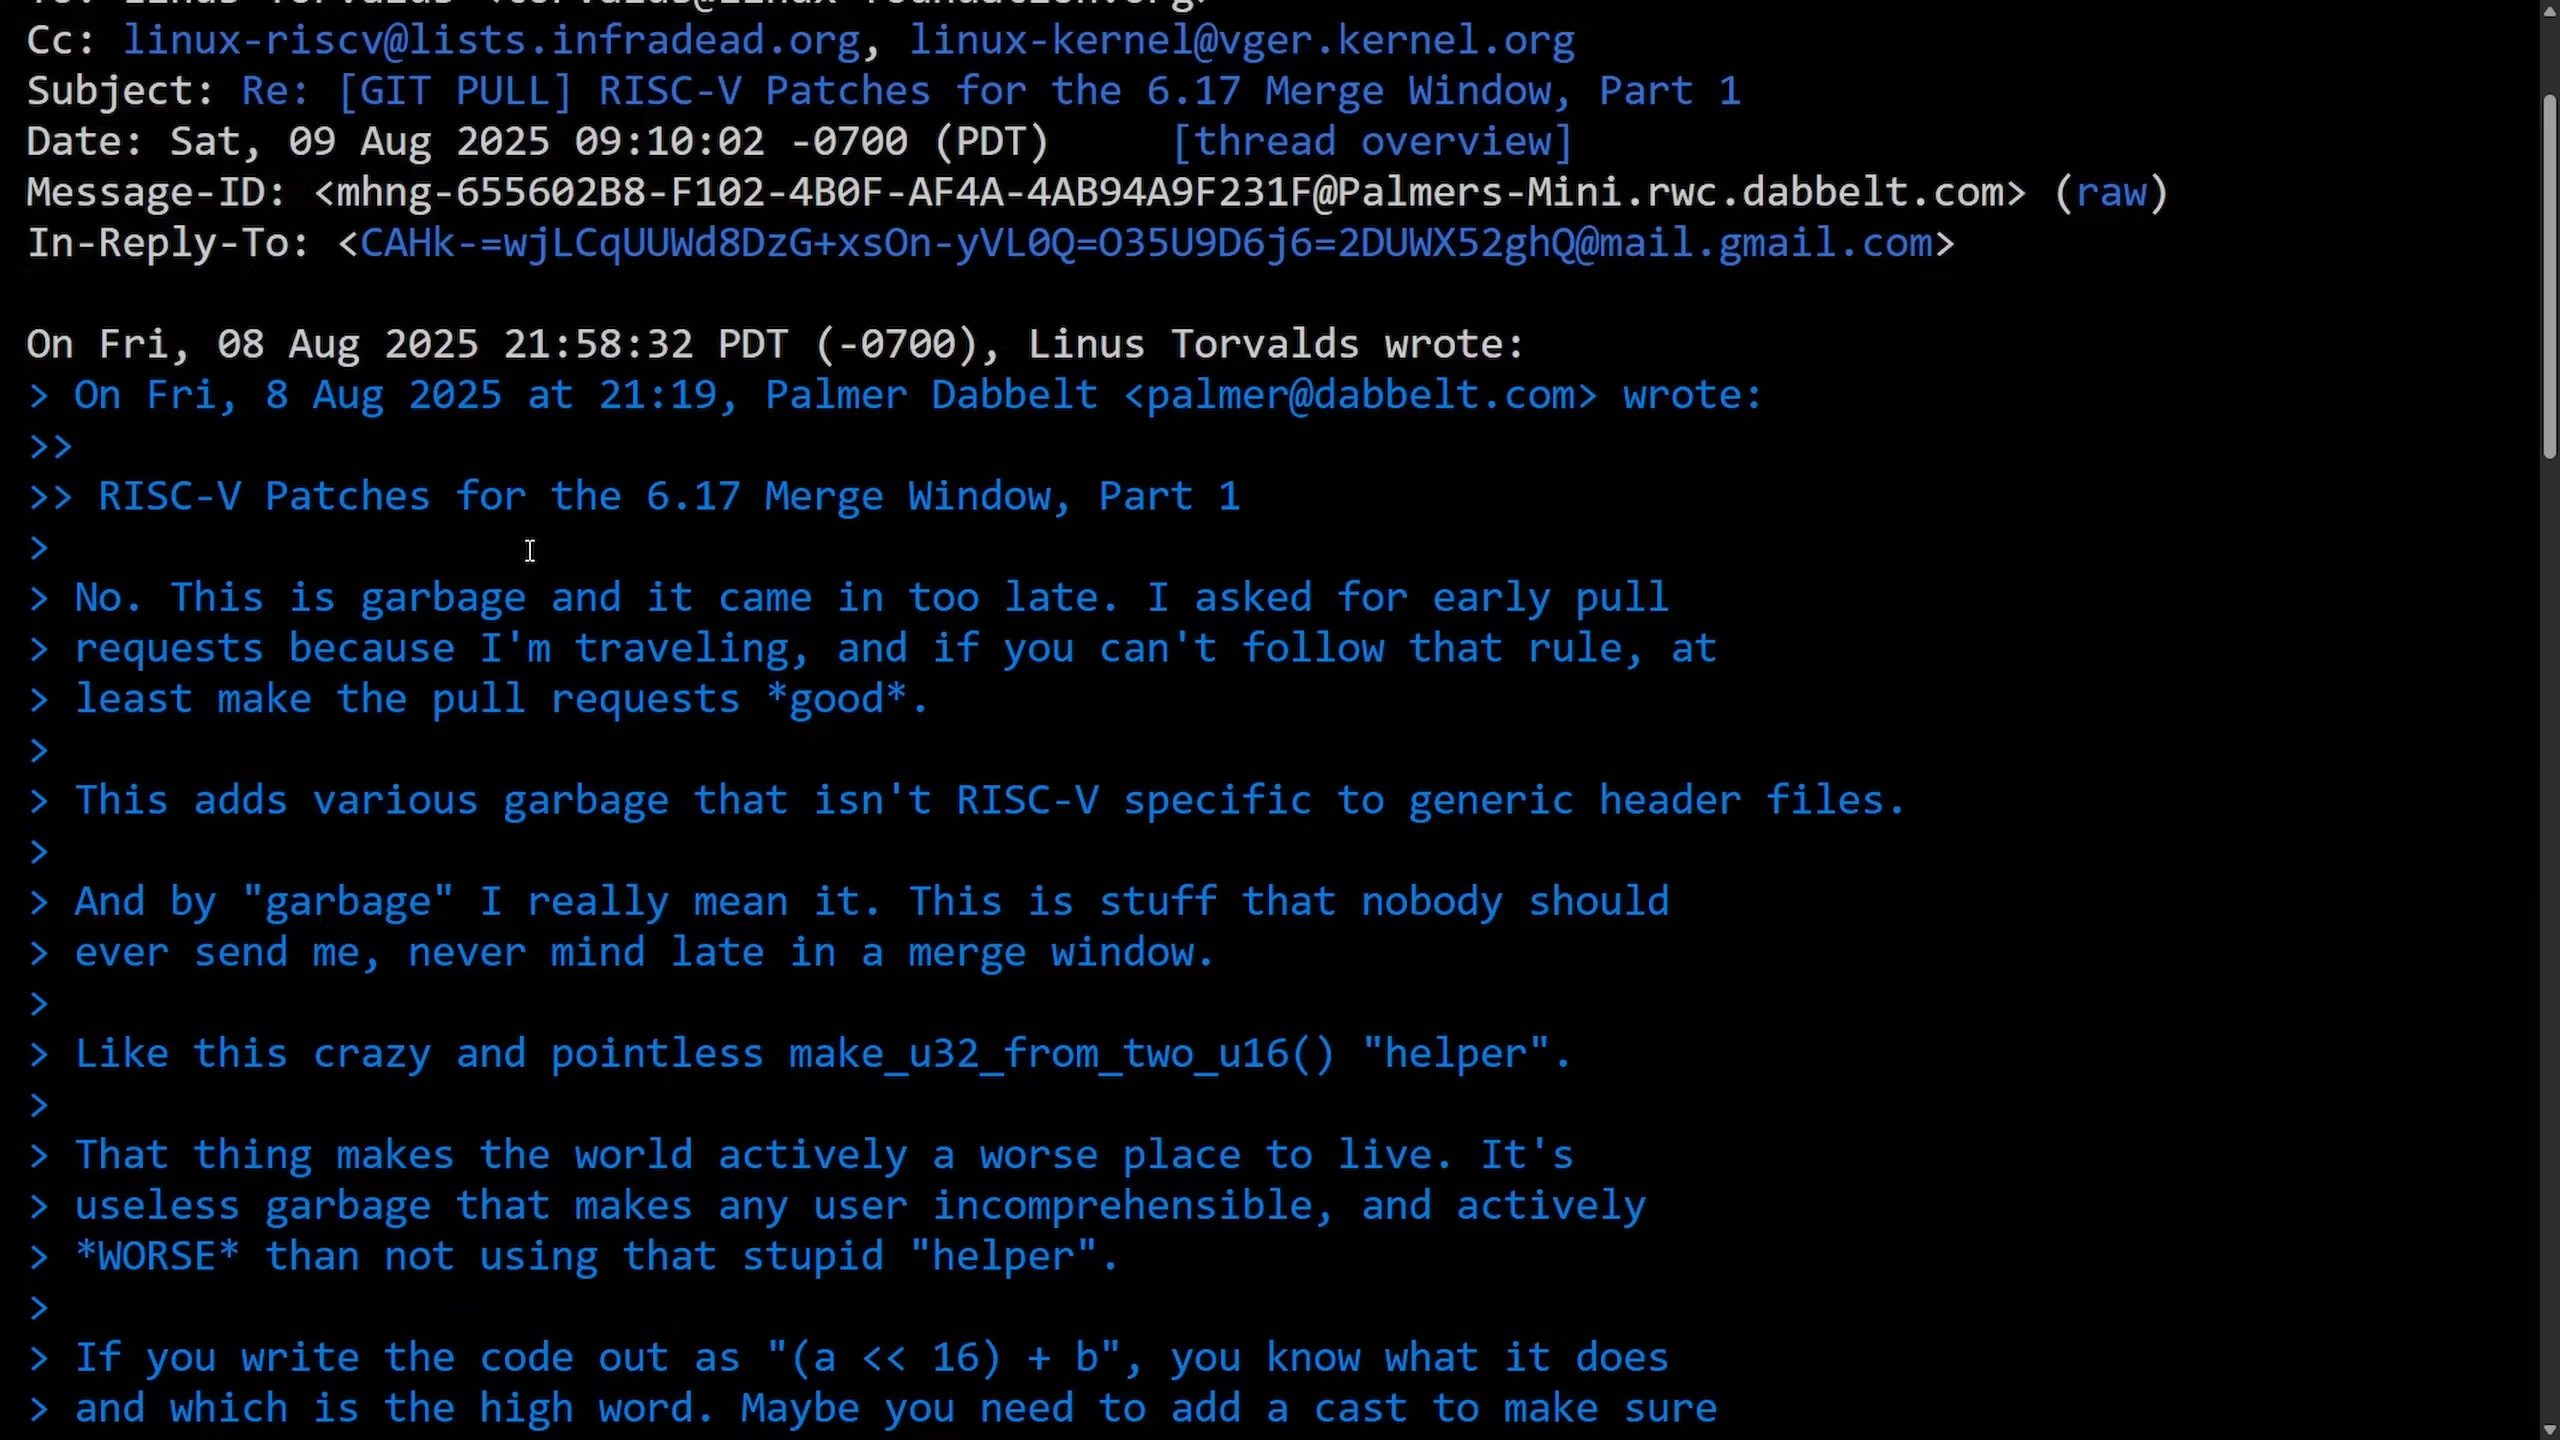 To: Linus Torvalds <torvalds@linux-foundation.org>
Cc: linux-riscv@lists.infradead.org, linux-kernel@vger.kernel.org
Subject: Re: [GIT PULL] RISC-V Patches for the 6.17 Merge Window, Part 1
Date: Sat, 09 Aug 2025 09:10:02 -0700 (PDT) [thread overview]
Message-ID: <mhng-655602B8-F102-4B0F-AF4A-4AB94A9F231F@Palmers-Mini.rwc.dabbelt.com> (raw)
In-Reply-To: <CAHk-=wjLCqUUWd8DzG+xsOn-yVL0Q=O35U9D6j6=2DUWX52ghQ@mail.gmail.com>
On Fri, 08 Aug 2025 21:58:32 PDT (-0700), Linus Torvalds wrote:
> On Fri, 8 Aug 2025 at 21:19, Palmer Dabbelt <palmer@dabbelt.com> wrote:
>>
>> RISC-V Patches for the 6.17 Merge Window, Part 1
>
> No. This is garbage and it came in too late. I asked for early pull
> requests because I'm traveling, and if you can't follow that rule, at
> least make the pull requests *good*.
>
> This adds various garbage that isn't RISC-V specific to generic header files.
>
> And by "garbage" I really mean it. This is stuff that nobody should
> ever send me, never mind late in a merge window.
>
> Like this crazy and pointless make_u32_from_two_u16() "helper".
>
> That thing makes the world actively a worse place to live. It's
> useless garbage that makes any user incomprehensible, and actively
> *WORSE* than not using that stupid "helper".
>
> If you write the code out as "(a << 16) + b", you know what it does
> and which is the high word. Maybe you need to add a cast to make sure